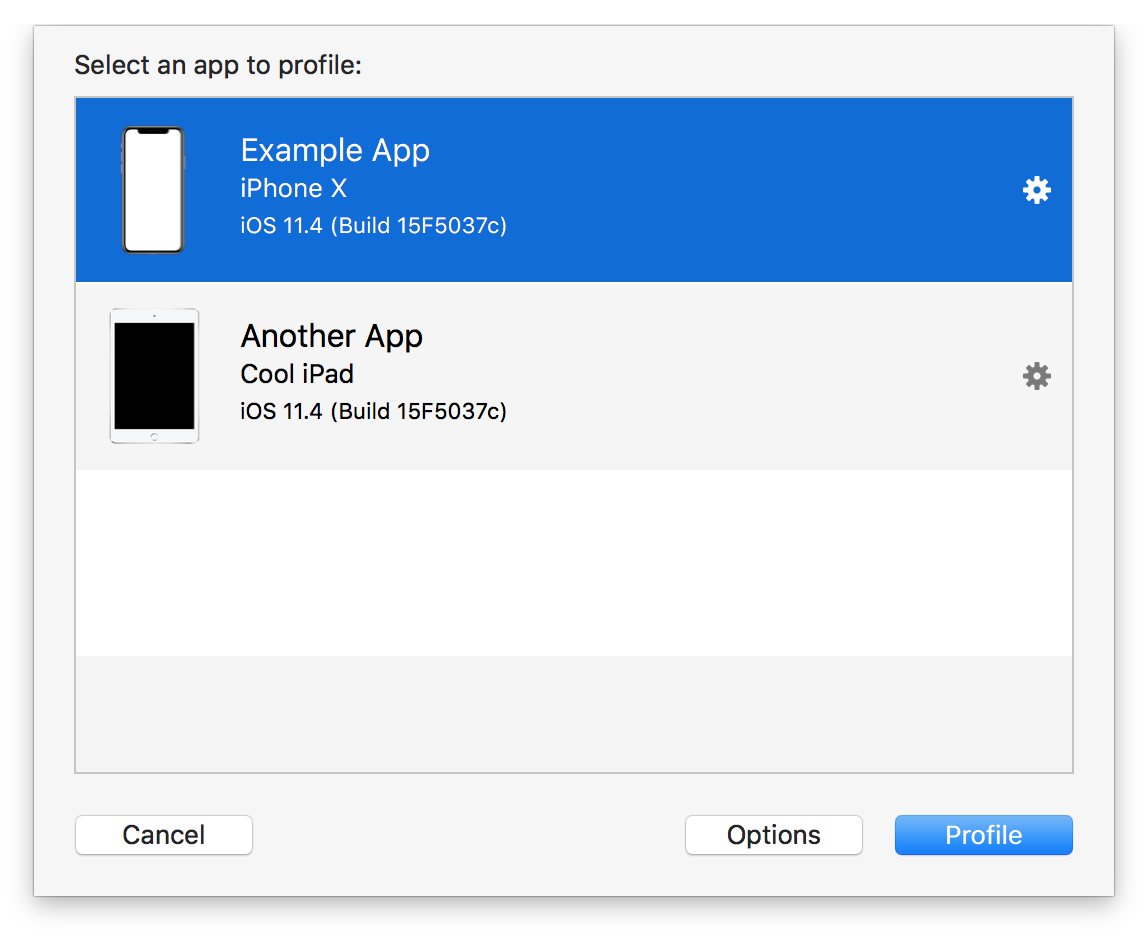 Select an app to profile:
Example App
iPhone X
iOS 11.4 (Build 15F5037c)
Another App
Cool iPad
iOS 11.4 (Build 15F5037c)
Cancel
Options
Profile